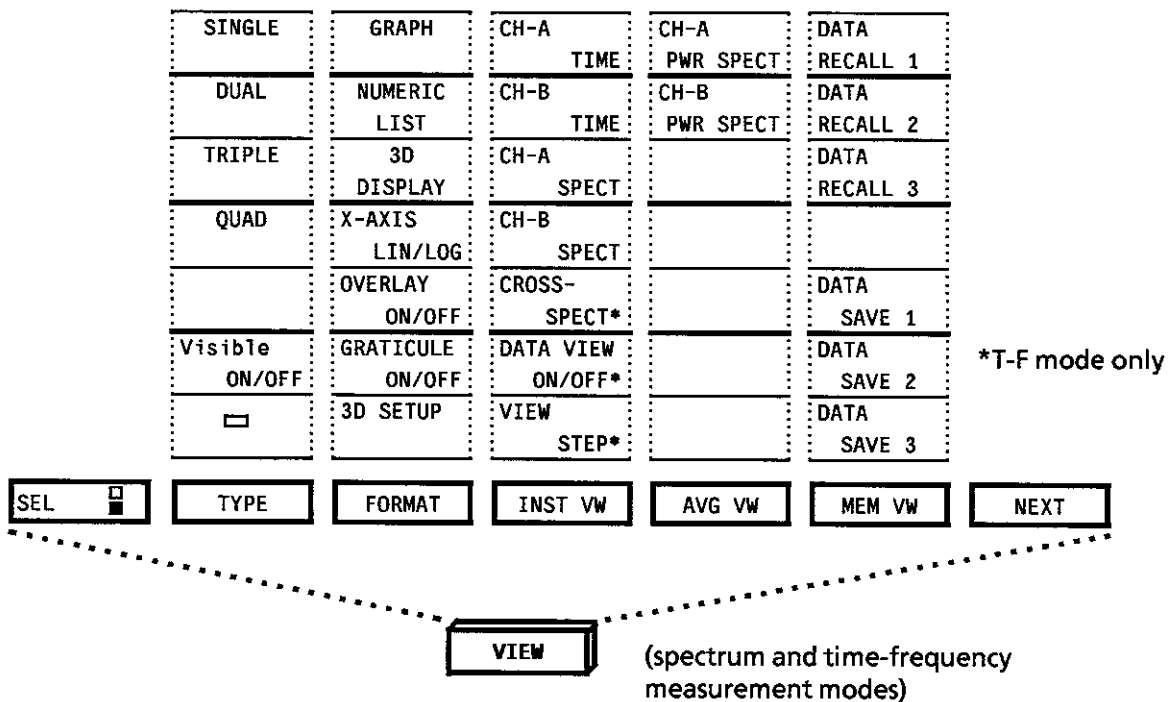 SINGLE GRAPH CH-A CH-A DATA
TIME PWR SPECT RECALL 1
DUAL NUMERIC CH-B CH-B DATA
LIST TIME PWR SPECT RECALL 2
TRIPLE 3D CH-A DATA
DISPLAY SPECT RECALL 3
QUAD X-AXIS CH-B
LIN/LOG SPECT
OVERLAY CROSS- DATA
ON/OFF SPECT* SAVE 1
Visible GRATICULE DATA VIEW DATA
ON/OFF ON/OFF ON/OFF* SAVE 2
*T-F mode only
3D SETUP VIEW DATA
STEP* SAVE 3
SEL TYPE FORMAT INST VW AVG VW MEM VW NEXT
VIEW
(spectrum and time-frequency
measurement modes)